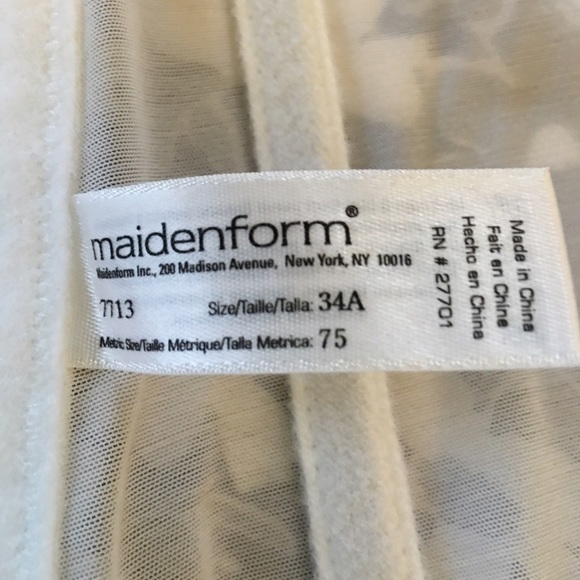 maidenform®
Maidenform Inc., 200 Madison Avenue, New York, NY 10016
7713
Size/Taille/Talla: 34A
Metric Size/Taille Métrique/Talla Metrica: 75
Made in China
Fait en Chine
Hecho en China
RN # 27701